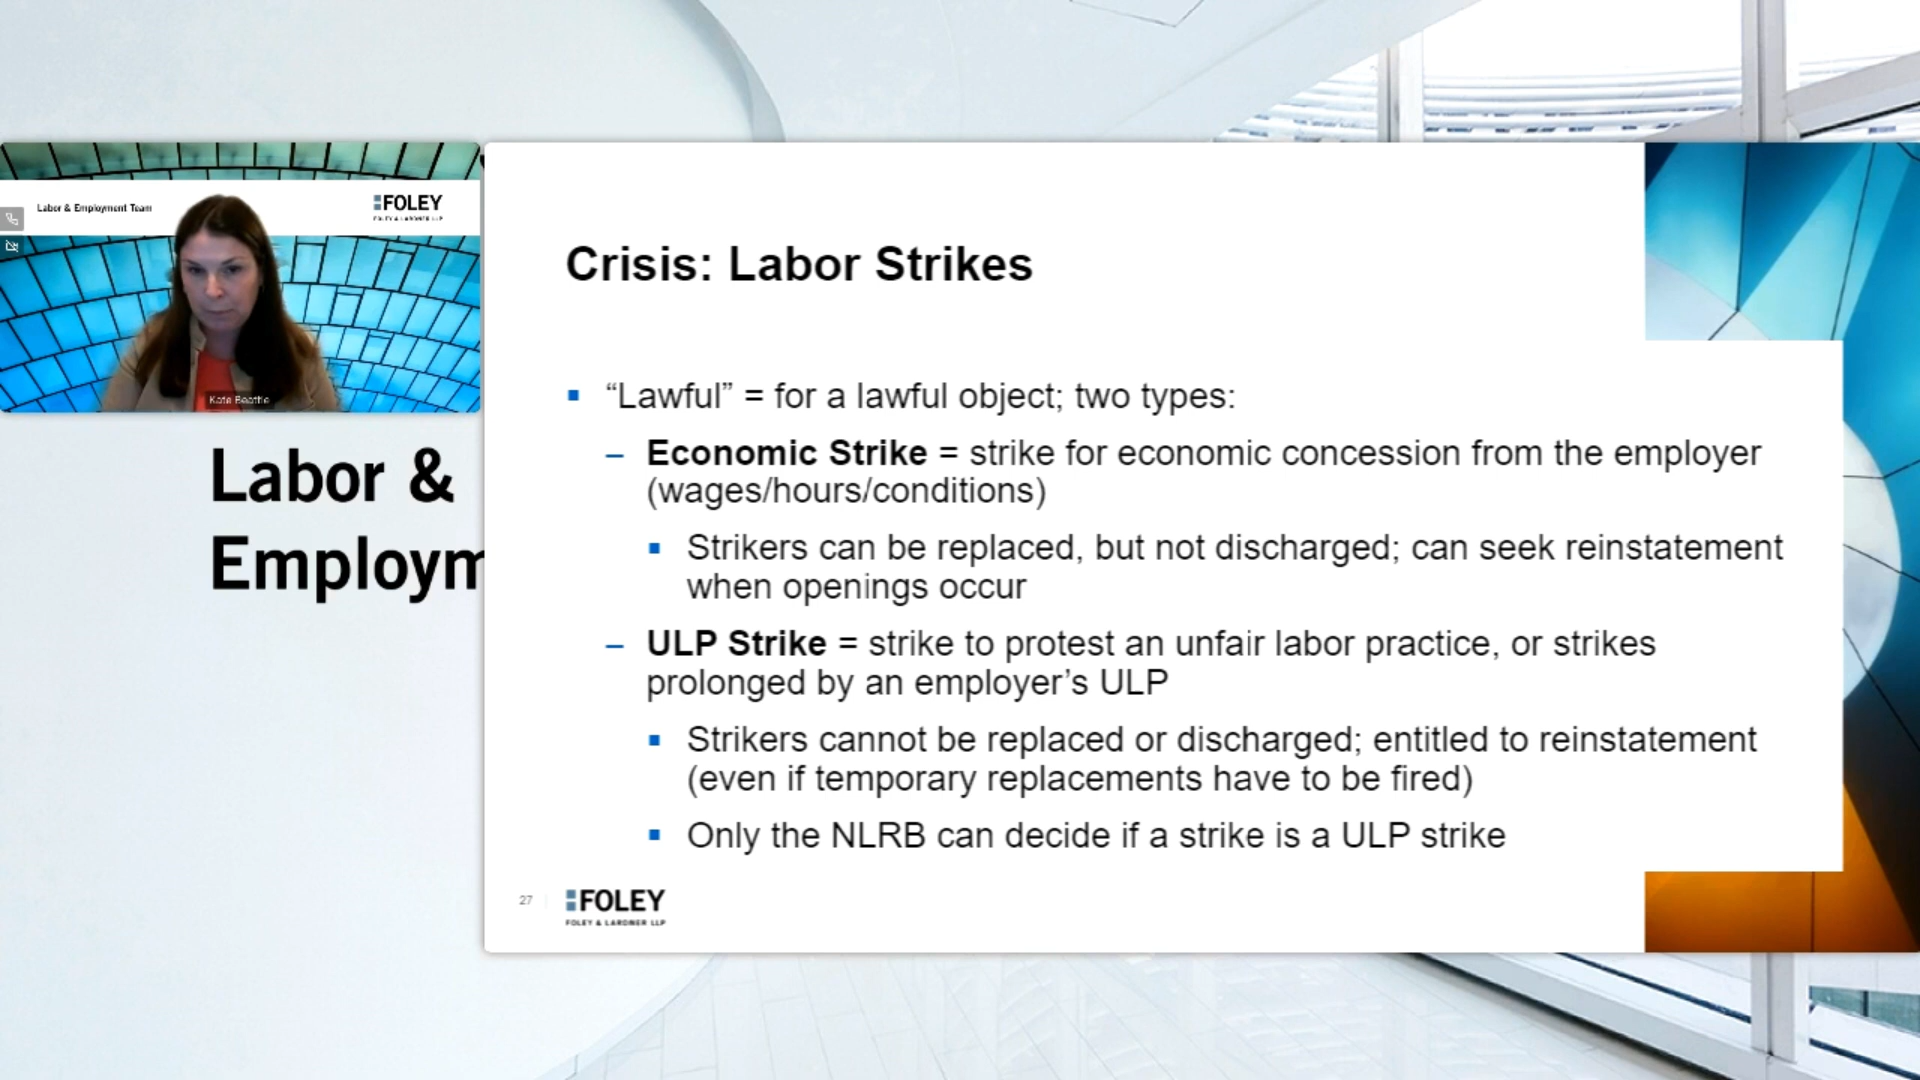 Labor & Employment Team
FOLEY
FOLEY & LARDNER LLP
Kate Beattie
Labor &
Employm
Crisis: Labor Strikes
“Lawful” = for a lawful object; two types:
– Economic Strike = strike for economic concession from the employer
(wages/hours/conditions)
Strikers can be replaced, but not discharged; can seek reinstatement
when openings occur
– ULP Strike = strike to protest an unfair labor practice, or strikes
prolonged by an employer’s ULP
Strikers cannot be replaced or discharged; entitled to reinstatement
(even if temporary replacements have to be fired)
Only the NLRB can decide if a strike is a ULP strike
27
FOLEY
FOLEY & LARDNER LLP